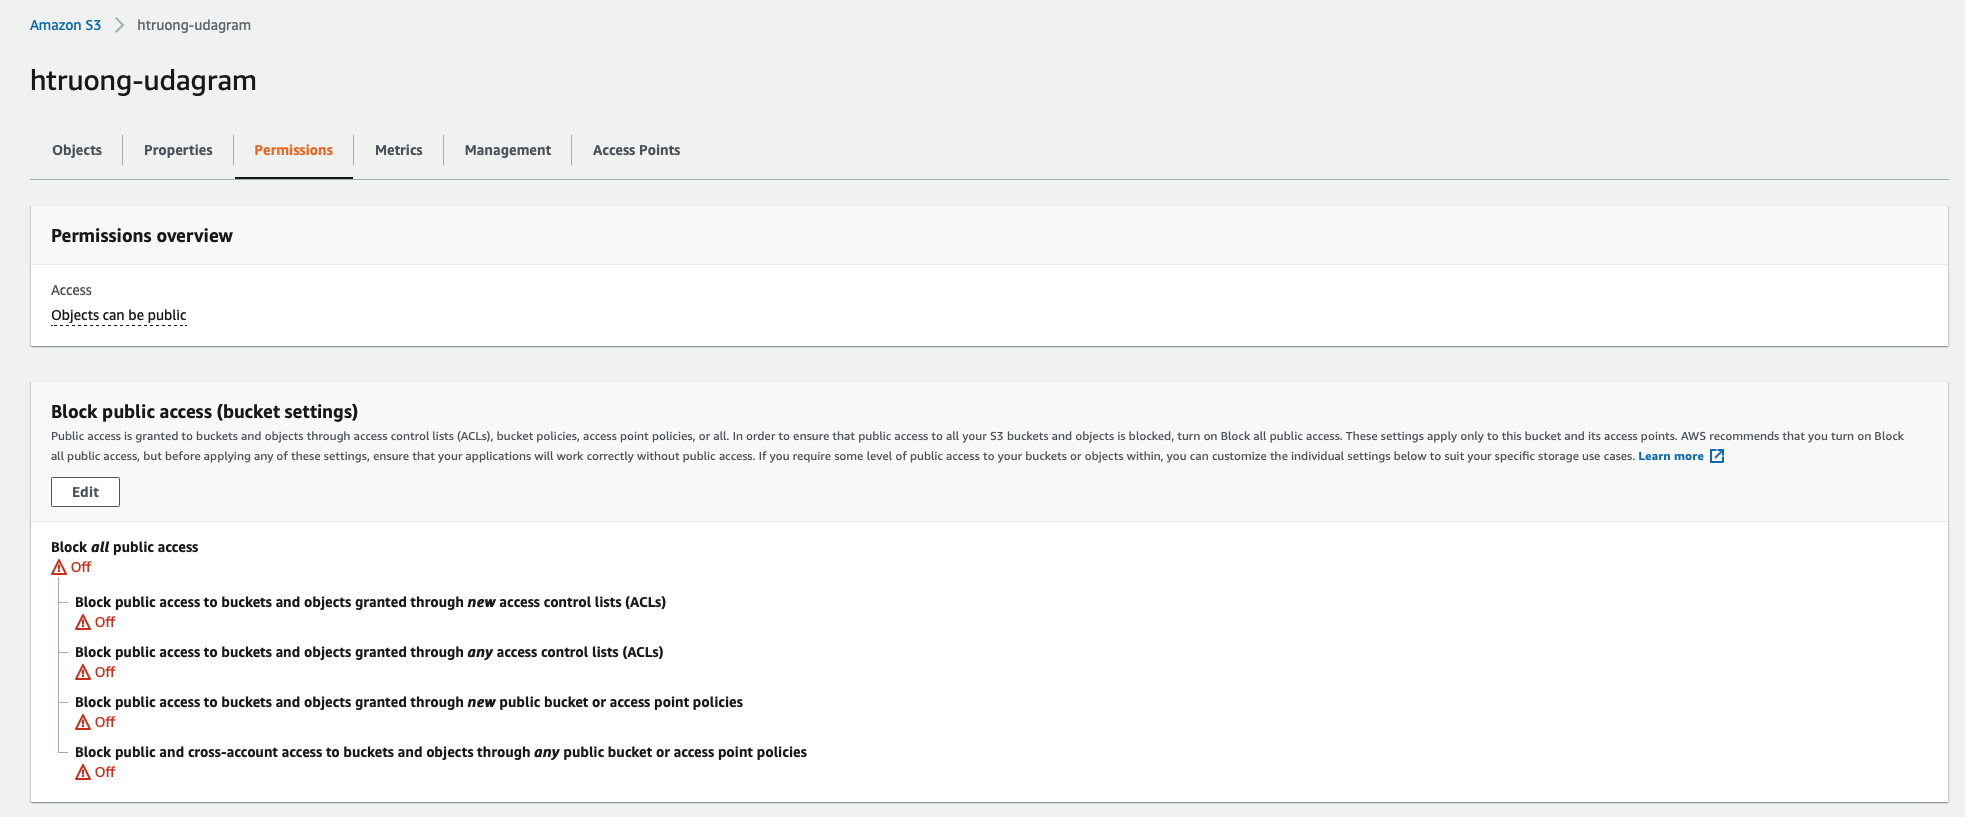 Amazon S3 htruong-udagram
htruong-udagram
Objects Properties Permissions Metrics Management Access Points
Permissions overview
Access
Objects can be public
Block public access (bucket settings)
Public access is granted to buckets and objects through access control lists (ACLs), bucket policies, access point policies, or all. In order to ensure that public access to all your S3 buckets and objects is blocked, turn on Block all public access. These settings apply only to this bucket and its access points. AWS recommends that you turn on Block
all public access, but before applying any of these settings, ensure that your applications will work correctly without public access. If you require some level of public access to your buckets or objects within, you can customize the individual settings below to suit your specific storage use cases. Learn more
Edit
Block all public access
Off
Block public access to buckets and objects granted through new access control lists (ACLs)
Off
Block public access to buckets and objects granted through any access control lists (ACLs)
Off
Block public access to buckets and objects granted through new public bucket or access point policies
Off
Block public and cross-account access to buckets and objects through any public bucket or access point policies
Off